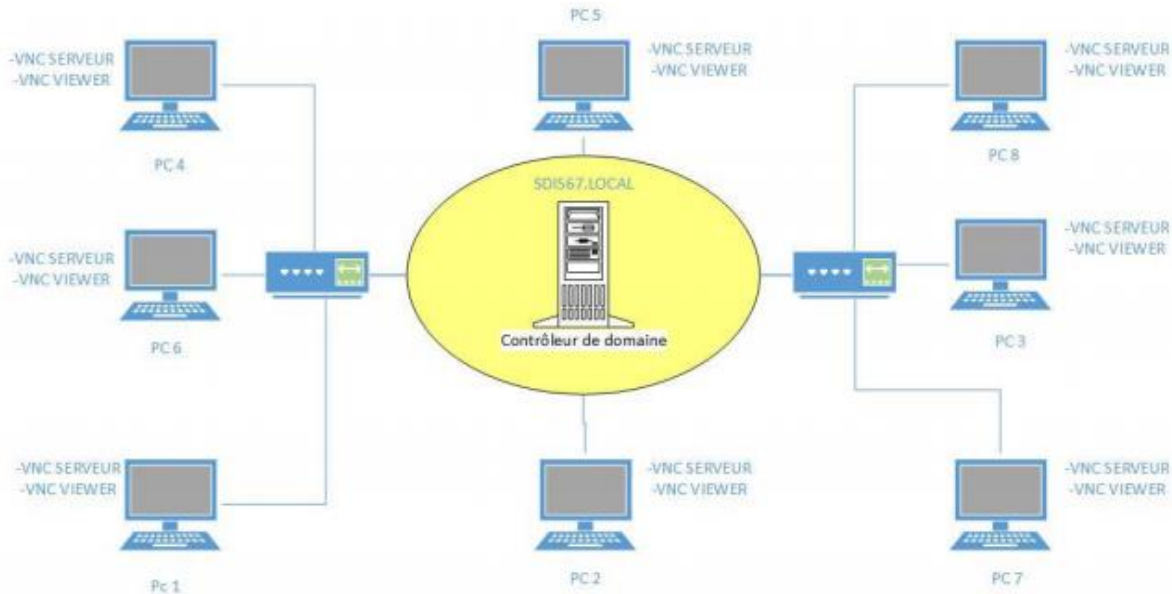 PC 5
-VNC SERVEUR
-VNC VIEWER
-VNC SERVEUR
-VNC VIEWER
-VNC SERVEUR
-VNC VIEWER
PC 4
PC 8
SDIS67.LOCAL
-VNC SERVEUR
-VNC VIEWER
-VNC SERVEUR
-VNC VIEWER
PC 6
Contrôleur de domaine
PC 3
-VNC SERVEUR
-VNC VIEWER
-VNC SERVEUR
-VNC VIEWER
-VNC SERVEUR
-VNC VIEWER
Pc 1
PC 2
PC 7